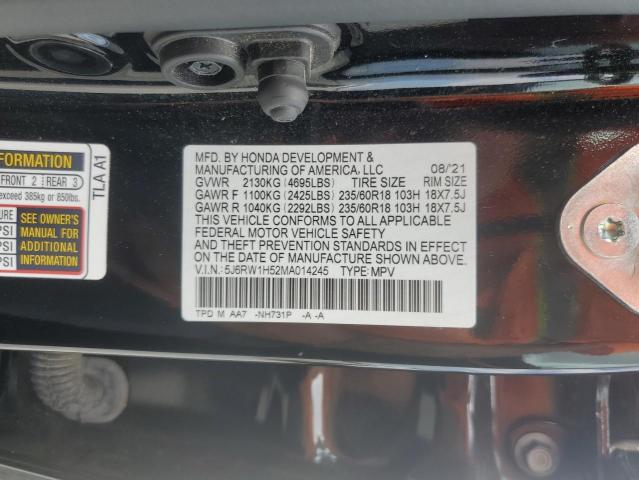 FORMATION
FRONT 2 REAR 3
exceed 385kg or 850lbs.
TLA A1
URE
PSI
PSI
PSI
SEE OWNER'S
MANUAL FOR
ADDITIONAL
INFORMATION
MFD. BY HONDA DEVELOPMENT &
MANUFACTURING OF AMERICA, LLC 08/'21
GVWR 2130KG (4695LBS) TIRE SIZE RIM SIZE
GAWR F 1100KG (2425LBS) 235/60R18 103H 18X7.5J
GAWR R 1040KG (2292LBS) 235/60R18 103H 18X7.5J
THIS VEHICLE CONFORMS TO ALL APPLICABLE
FEDERAL MOTOR VEHICLE SAFETY
AND THEFT PREVENTION STANDARDS IN EFFECT
ON THE DATE OF MANUFACTURE SHOWN ABOVE.
V.I.N.: 5J6RW1H52MA014245 TYPE: MPV
TPD M AA7 -NH731P -A -A